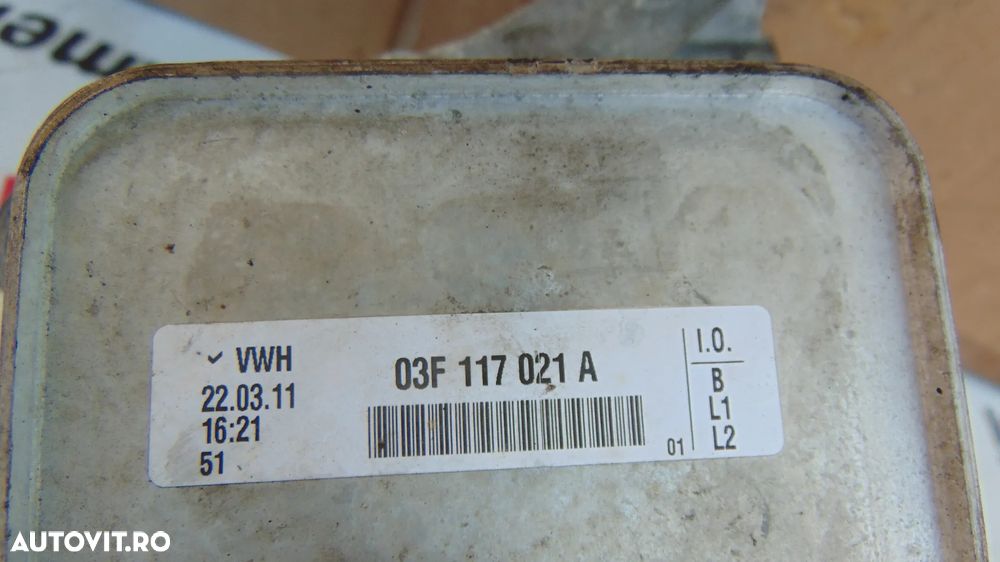 VWH
22.03.11
16:21
51
03F 117 021 A
01
I.O.
B
L1
L2
AUTOVIT.RO